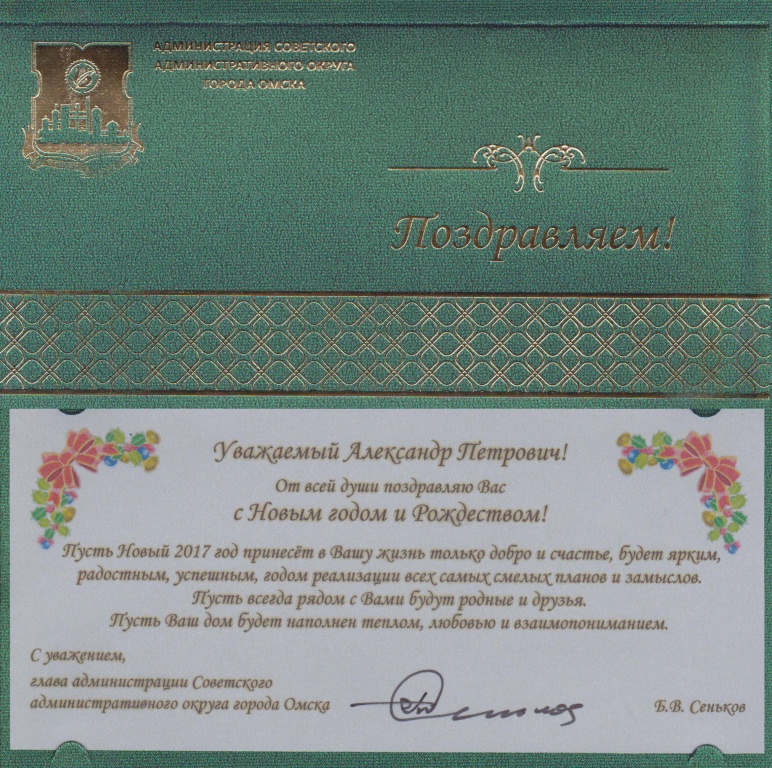 АДМИНИСТРАЦИЯ СОВЕТСКОГО
АДМИНИСТРАТИВНОГО ОКРУГА
ГОРОДА ОМСКА
Поздравляем!
Уважаемый Александр Петрович!
От всей души поздравляю Вас
с Новым годом и Рождеством!
Пусть Новый 2017 год принесёт в Вашу жизнь только добро и счастье, будет ярким,
радостным, успешным, годом реализации всех самых смелых планов и замыслов.
Пусть всегда рядом с Вами будут родные и друзья.
Пусть Ваш дом будет наполнен теплом, любовью и взаимопониманием.
С уважением,
глава администрации Советского
административного округа города Омска
Б.В. Сеньков